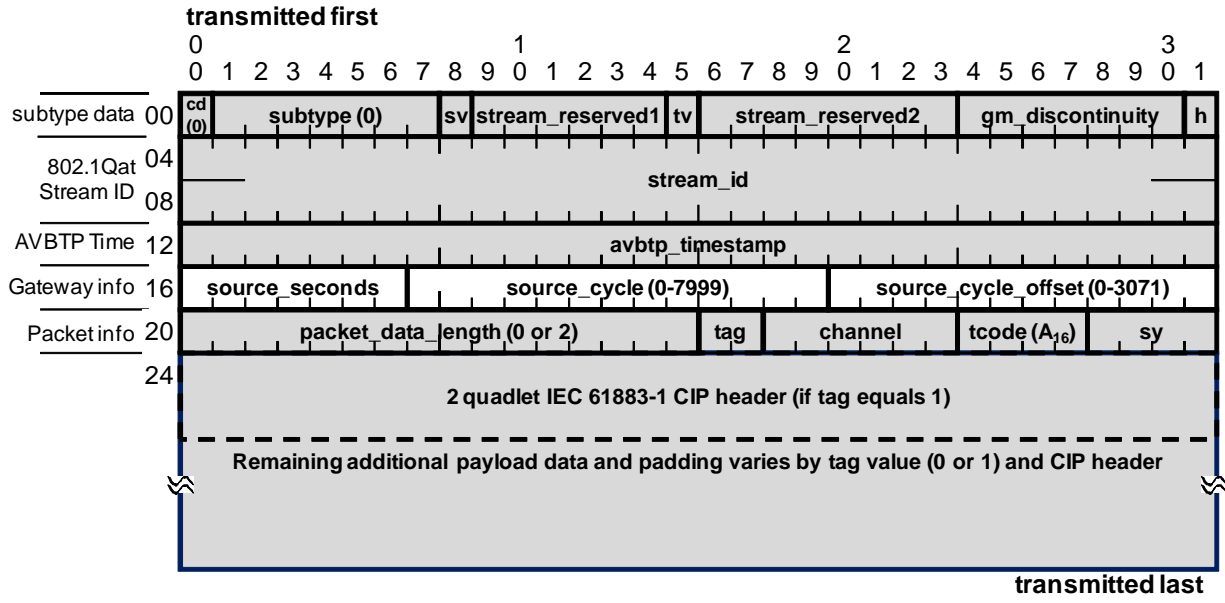 transmitted first
0 1 2 3
0 1 2 3 4 5 6 7 8 9 0 1 2 3 4 5 6 7 8 9 0 1 2 3 4 5 6 7 8 9 0 1
subtype data 00 cd (0) subtype (0) sv stream_reserved1 tv stream_reserved2 gm_discontinuity h
802.1Qat Stream ID 04
stream_id
08
AVBTP Time 12 avbtp_timestamp
Gateway info 16 source_seconds source_cycle (0-7999) source_cycle_offset (0-3071)
Packet info 20 packet_data_length (0 or 2) tag channel tcode (A₁₆) sy
24
2 quadlet IEC 61883-1 CIP header (if tag equals 1)
Remaining additional payload data and padding varies by tag value (0 or 1) and CIP header
transmitted last